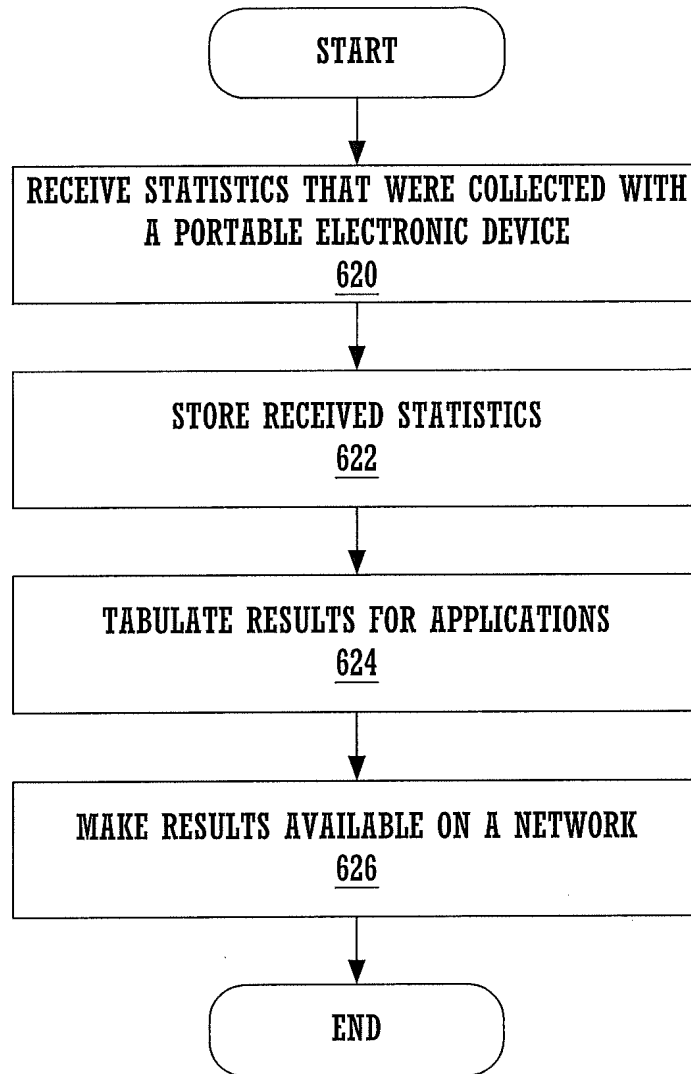 START
RECEIVE STATISTICS THAT WERE COLLECTED WITH
A PORTABLE ELECTRONIC DEVICE
620
STORE RECEIVED STATISTICS
622
TABULATE RESULTS FOR APPLICATIONS
624
MAKE RESULTS AVAILABLE ON A NETWORK
626
END